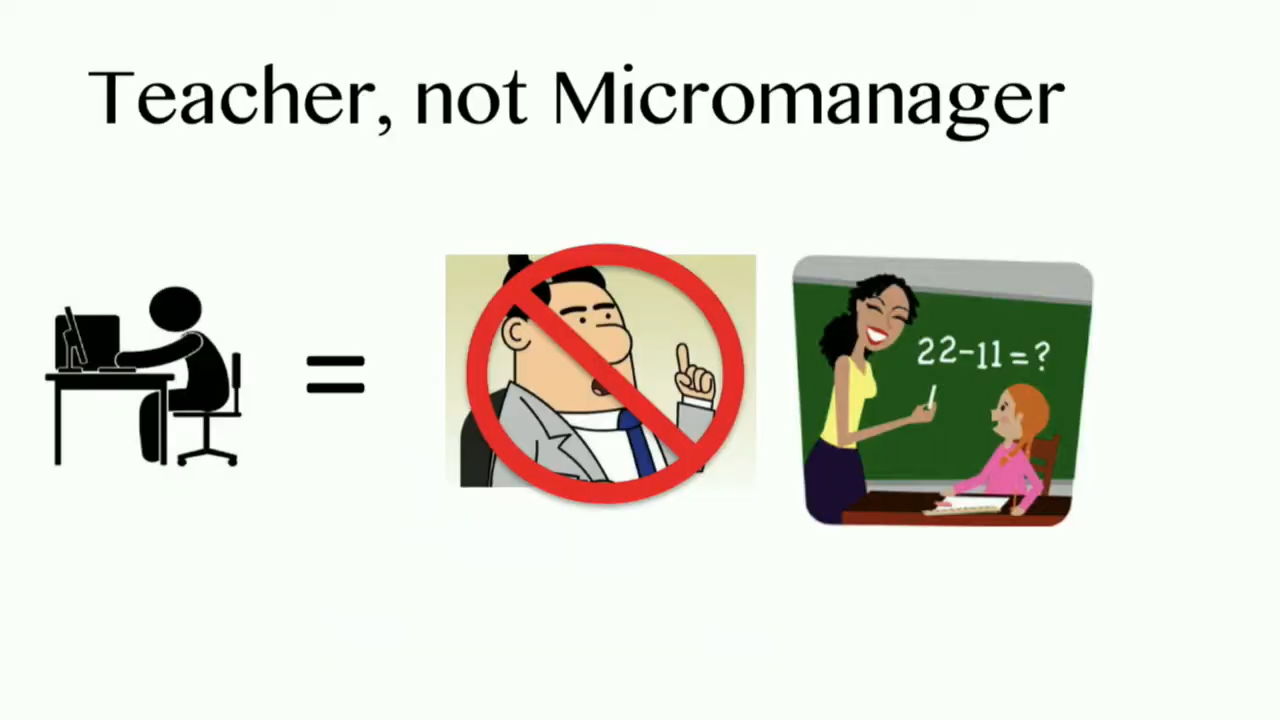 Teacher, not Micromanager
=
22-11=?